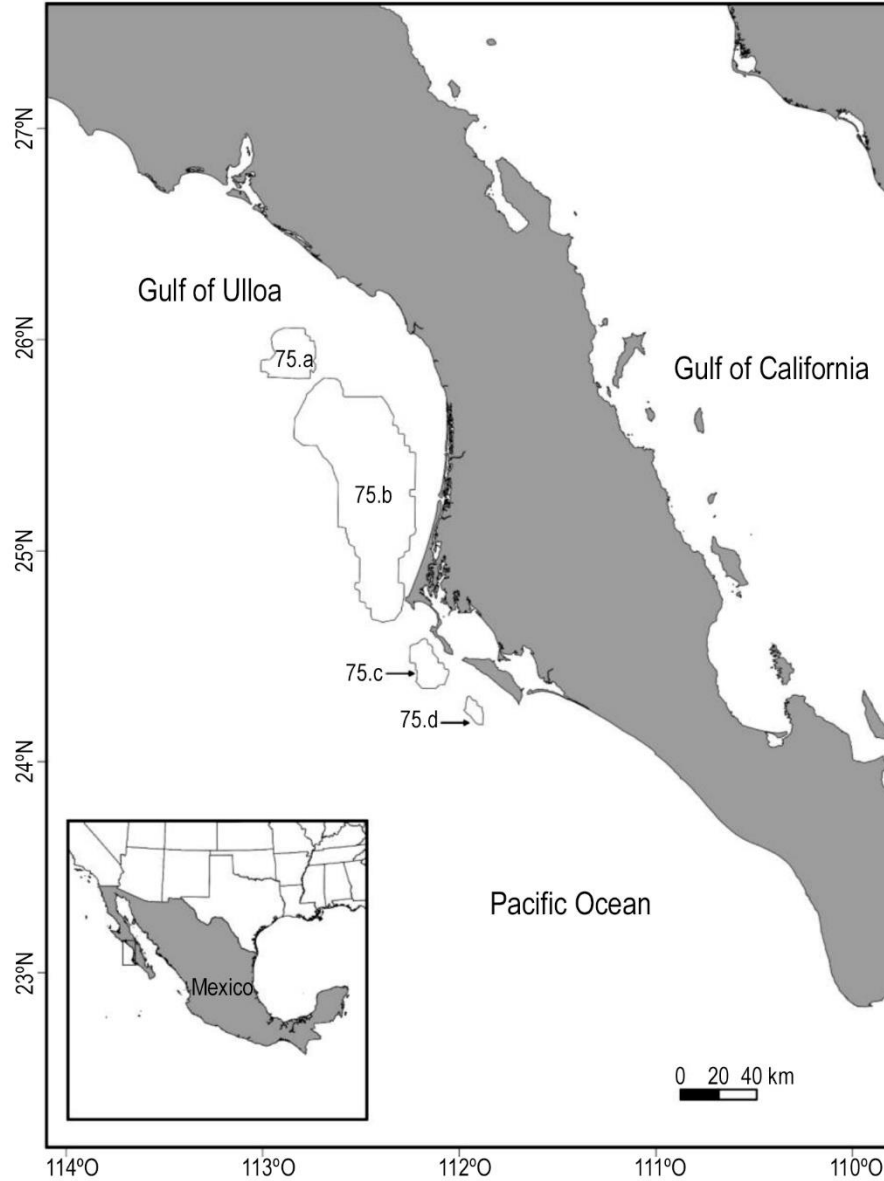 27ºN
Gulf of Ulloa
26ºN
75.a
Gulf of California
75.b
25ºN
75.c
75.d
24ºN
Pacific Ocean
23ºN
Mexico
0 20 40 km
114ºO 113ºO 112ºO 111ºO 110ºO